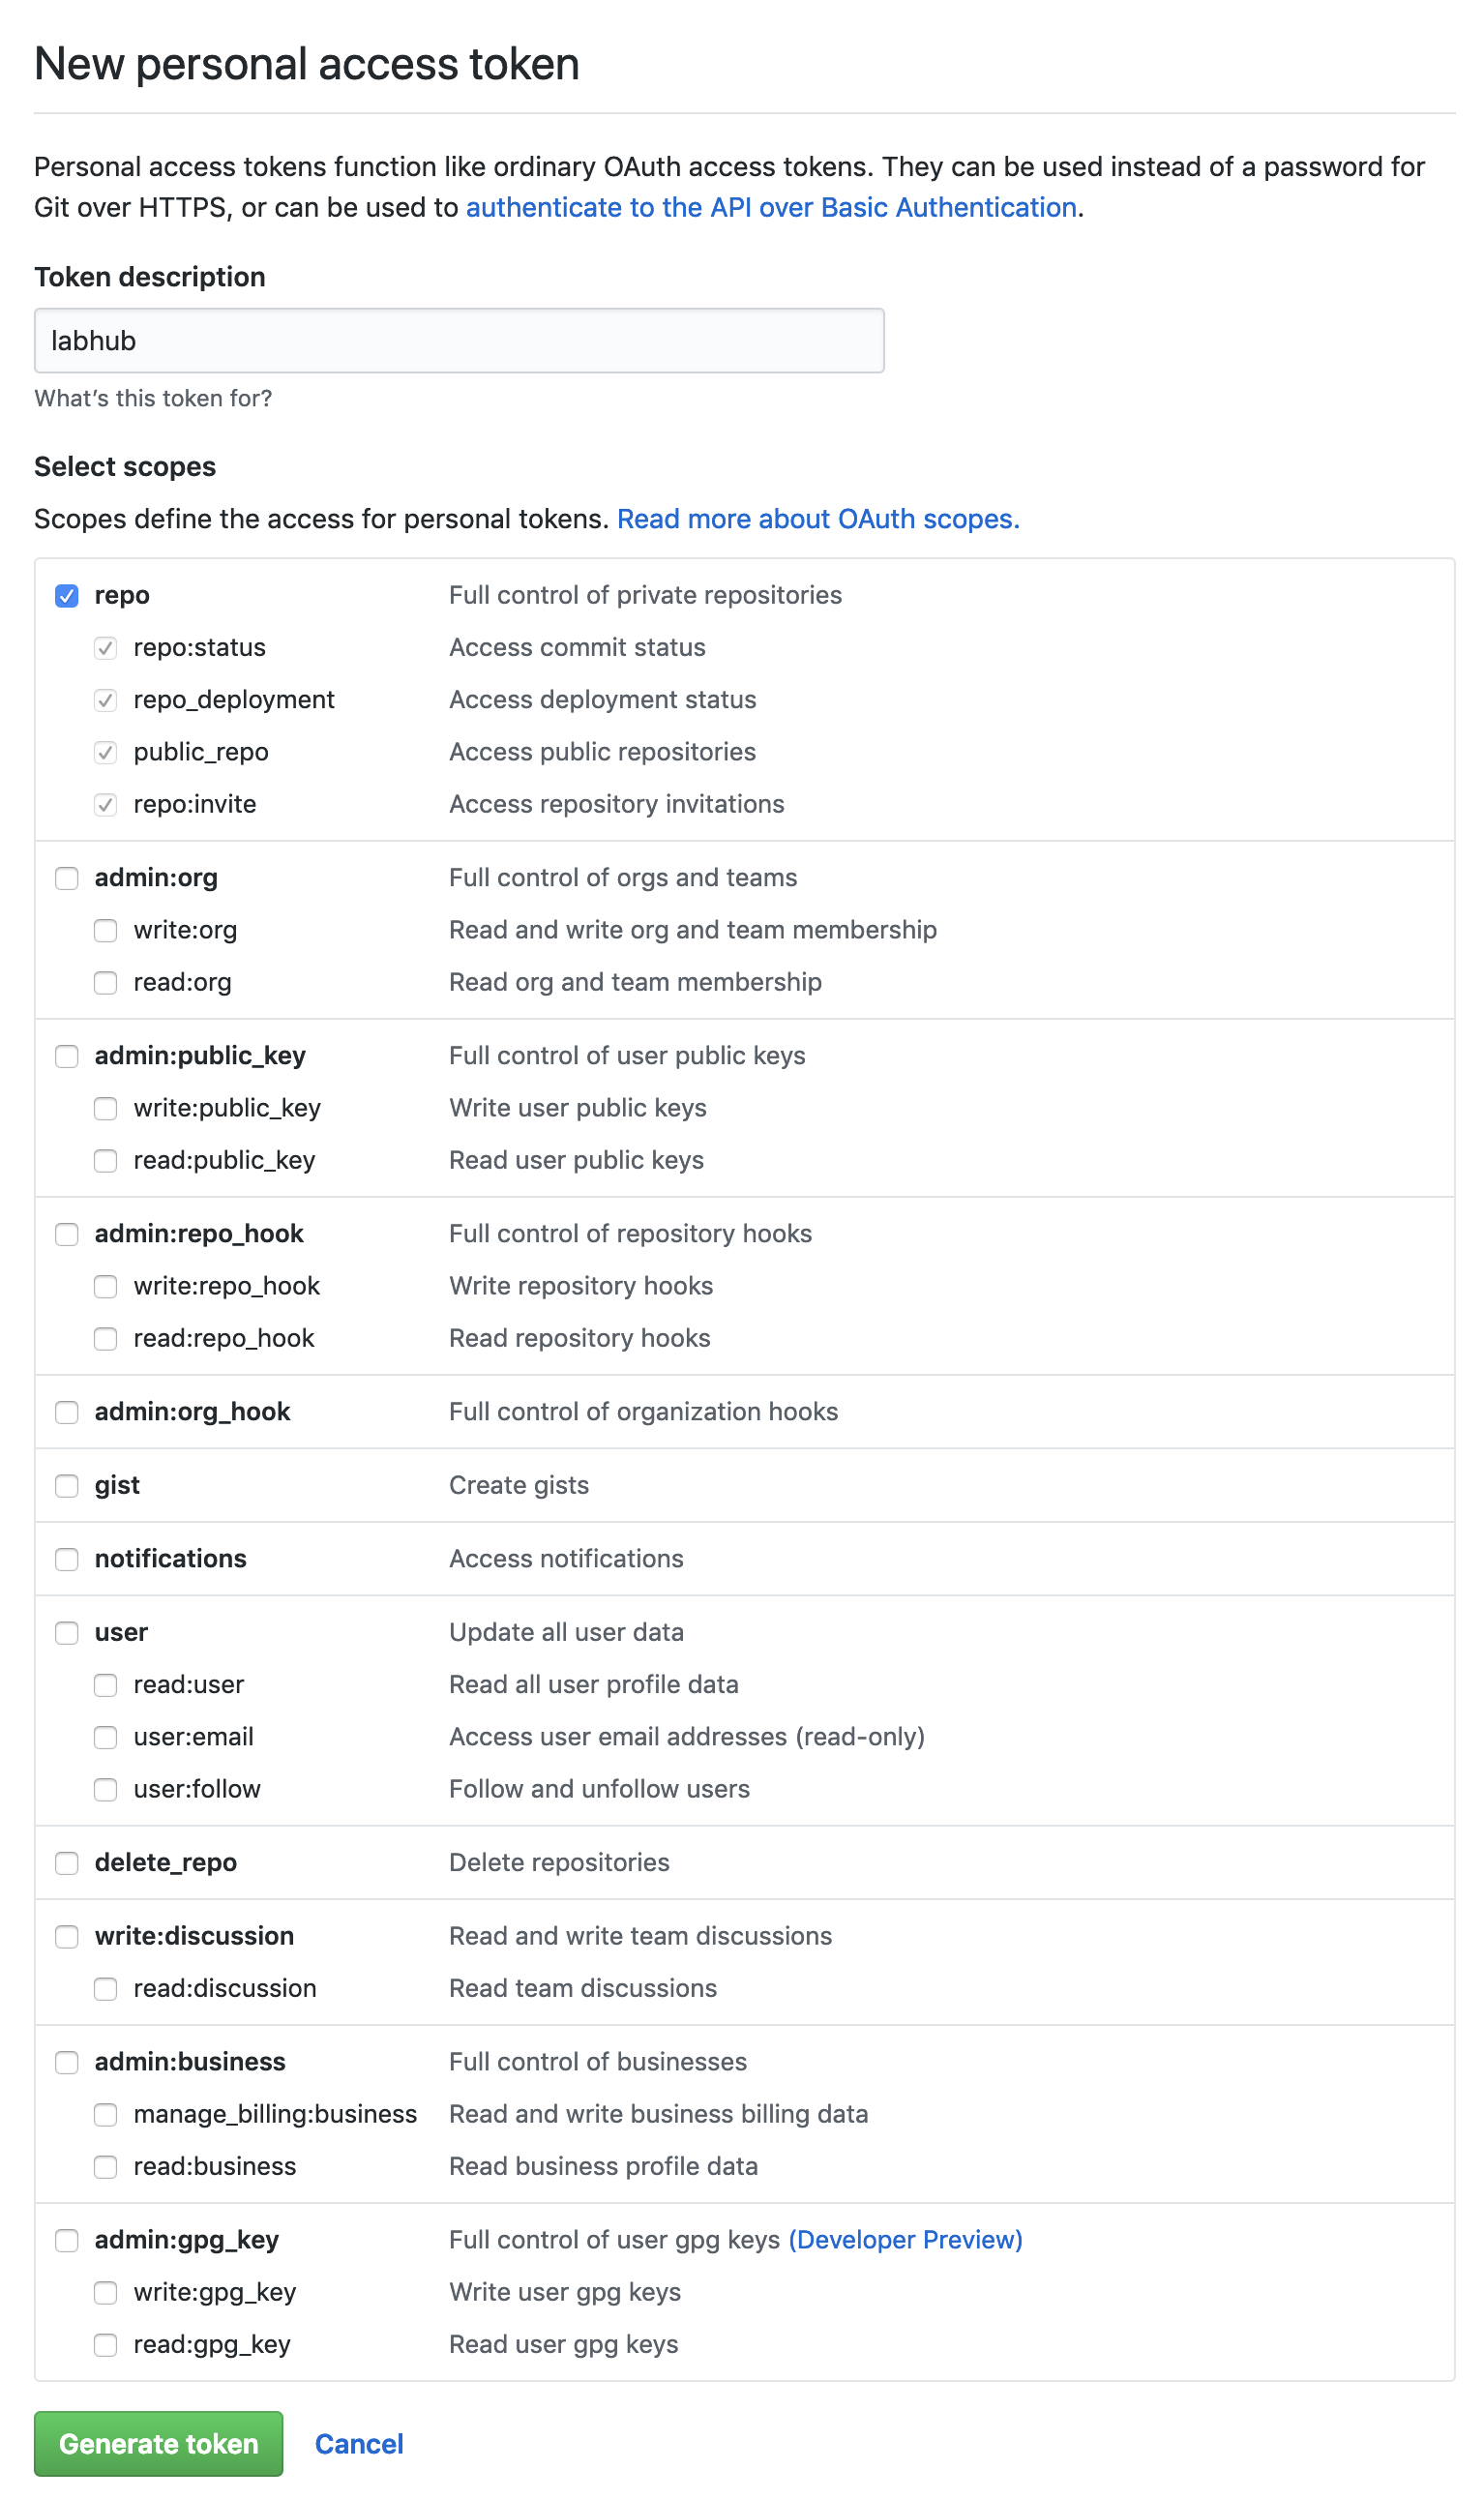 New personal access token
Personal access tokens function like ordinary OAuth access tokens. They can be used instead of a password for
Git over HTTPS, or can be used to authenticate to the API over Basic Authentication.
Token description
labhub
What's this token for?
Select scopes
Scopes define the access for personal tokens. Read more about OAuth scopes.
repo Full control of private repositories
repo:status Access commit status
repo_deployment Access deployment status
public_repo Access public repositories
repo:invite Access repository invitations
admin:org Full control of orgs and teams
write:org Read and write org and team membership
read:org Read org and team membership
admin:public_key Full control of user public keys
write:public_key Write user public keys
read:public_key Read user public keys
admin:repo_hook Full control of repository hooks
write:repo_hook Write repository hooks
read:repo_hook Read repository hooks
admin:org_hook Full control of organization hooks
gist Create gists
notifications Access notifications
user Update all user data
read:user Read all user profile data
user:email Access user email addresses (read-only)
user:follow Follow and unfollow users
delete_repo Delete repositories
write:discussion Read and write team discussions
read:discussion Read team discussions
admin:business Full control of businesses
manage_billing:business Read and write business billing data
read:business Read business profile data
admin:gpg_key Full control of user gpg keys (Developer Preview)
write:gpg_key Write user gpg keys
read:gpg_key Read user gpg keys
Generate token Cancel